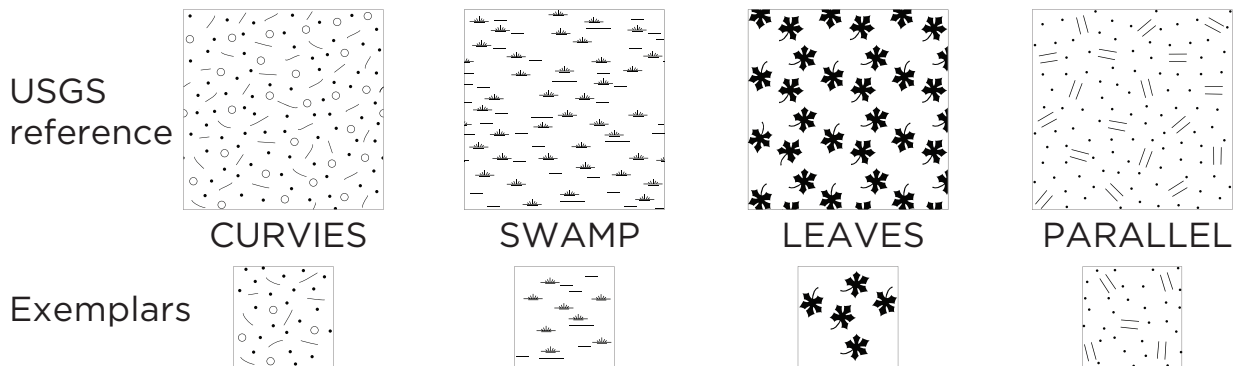 USGS
reference
CURVIES
SWAMP
LEAVES
PARALLEL
Exemplars